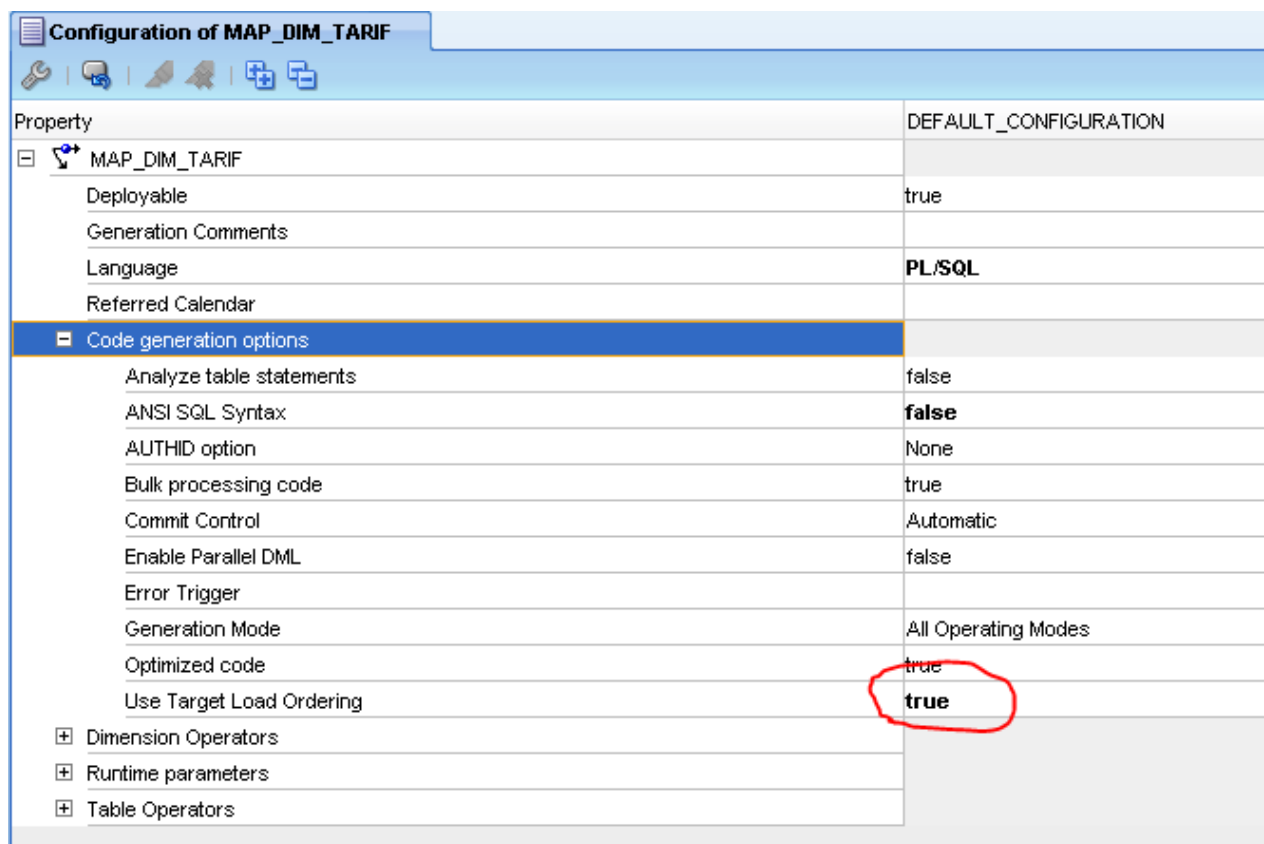 Configuration of MAP_DIM_TARIF
Property DEFAULT_CONFIGURATION
MAP_DIM_TARIF
Deployable true
Generation Comments
Language PL/SQL
Referred Calendar
Code generation options
Analyze table statements false
ANSI SQL Syntax false
AUTHID option None
Bulk processing code true
Commit Control Automatic
Enable Parallel DML false
Error Trigger
Generation Mode All Operating Modes
Optimized code true
Use Target Load Ordering true
Dimension Operators
Runtime parameters
Table Operators